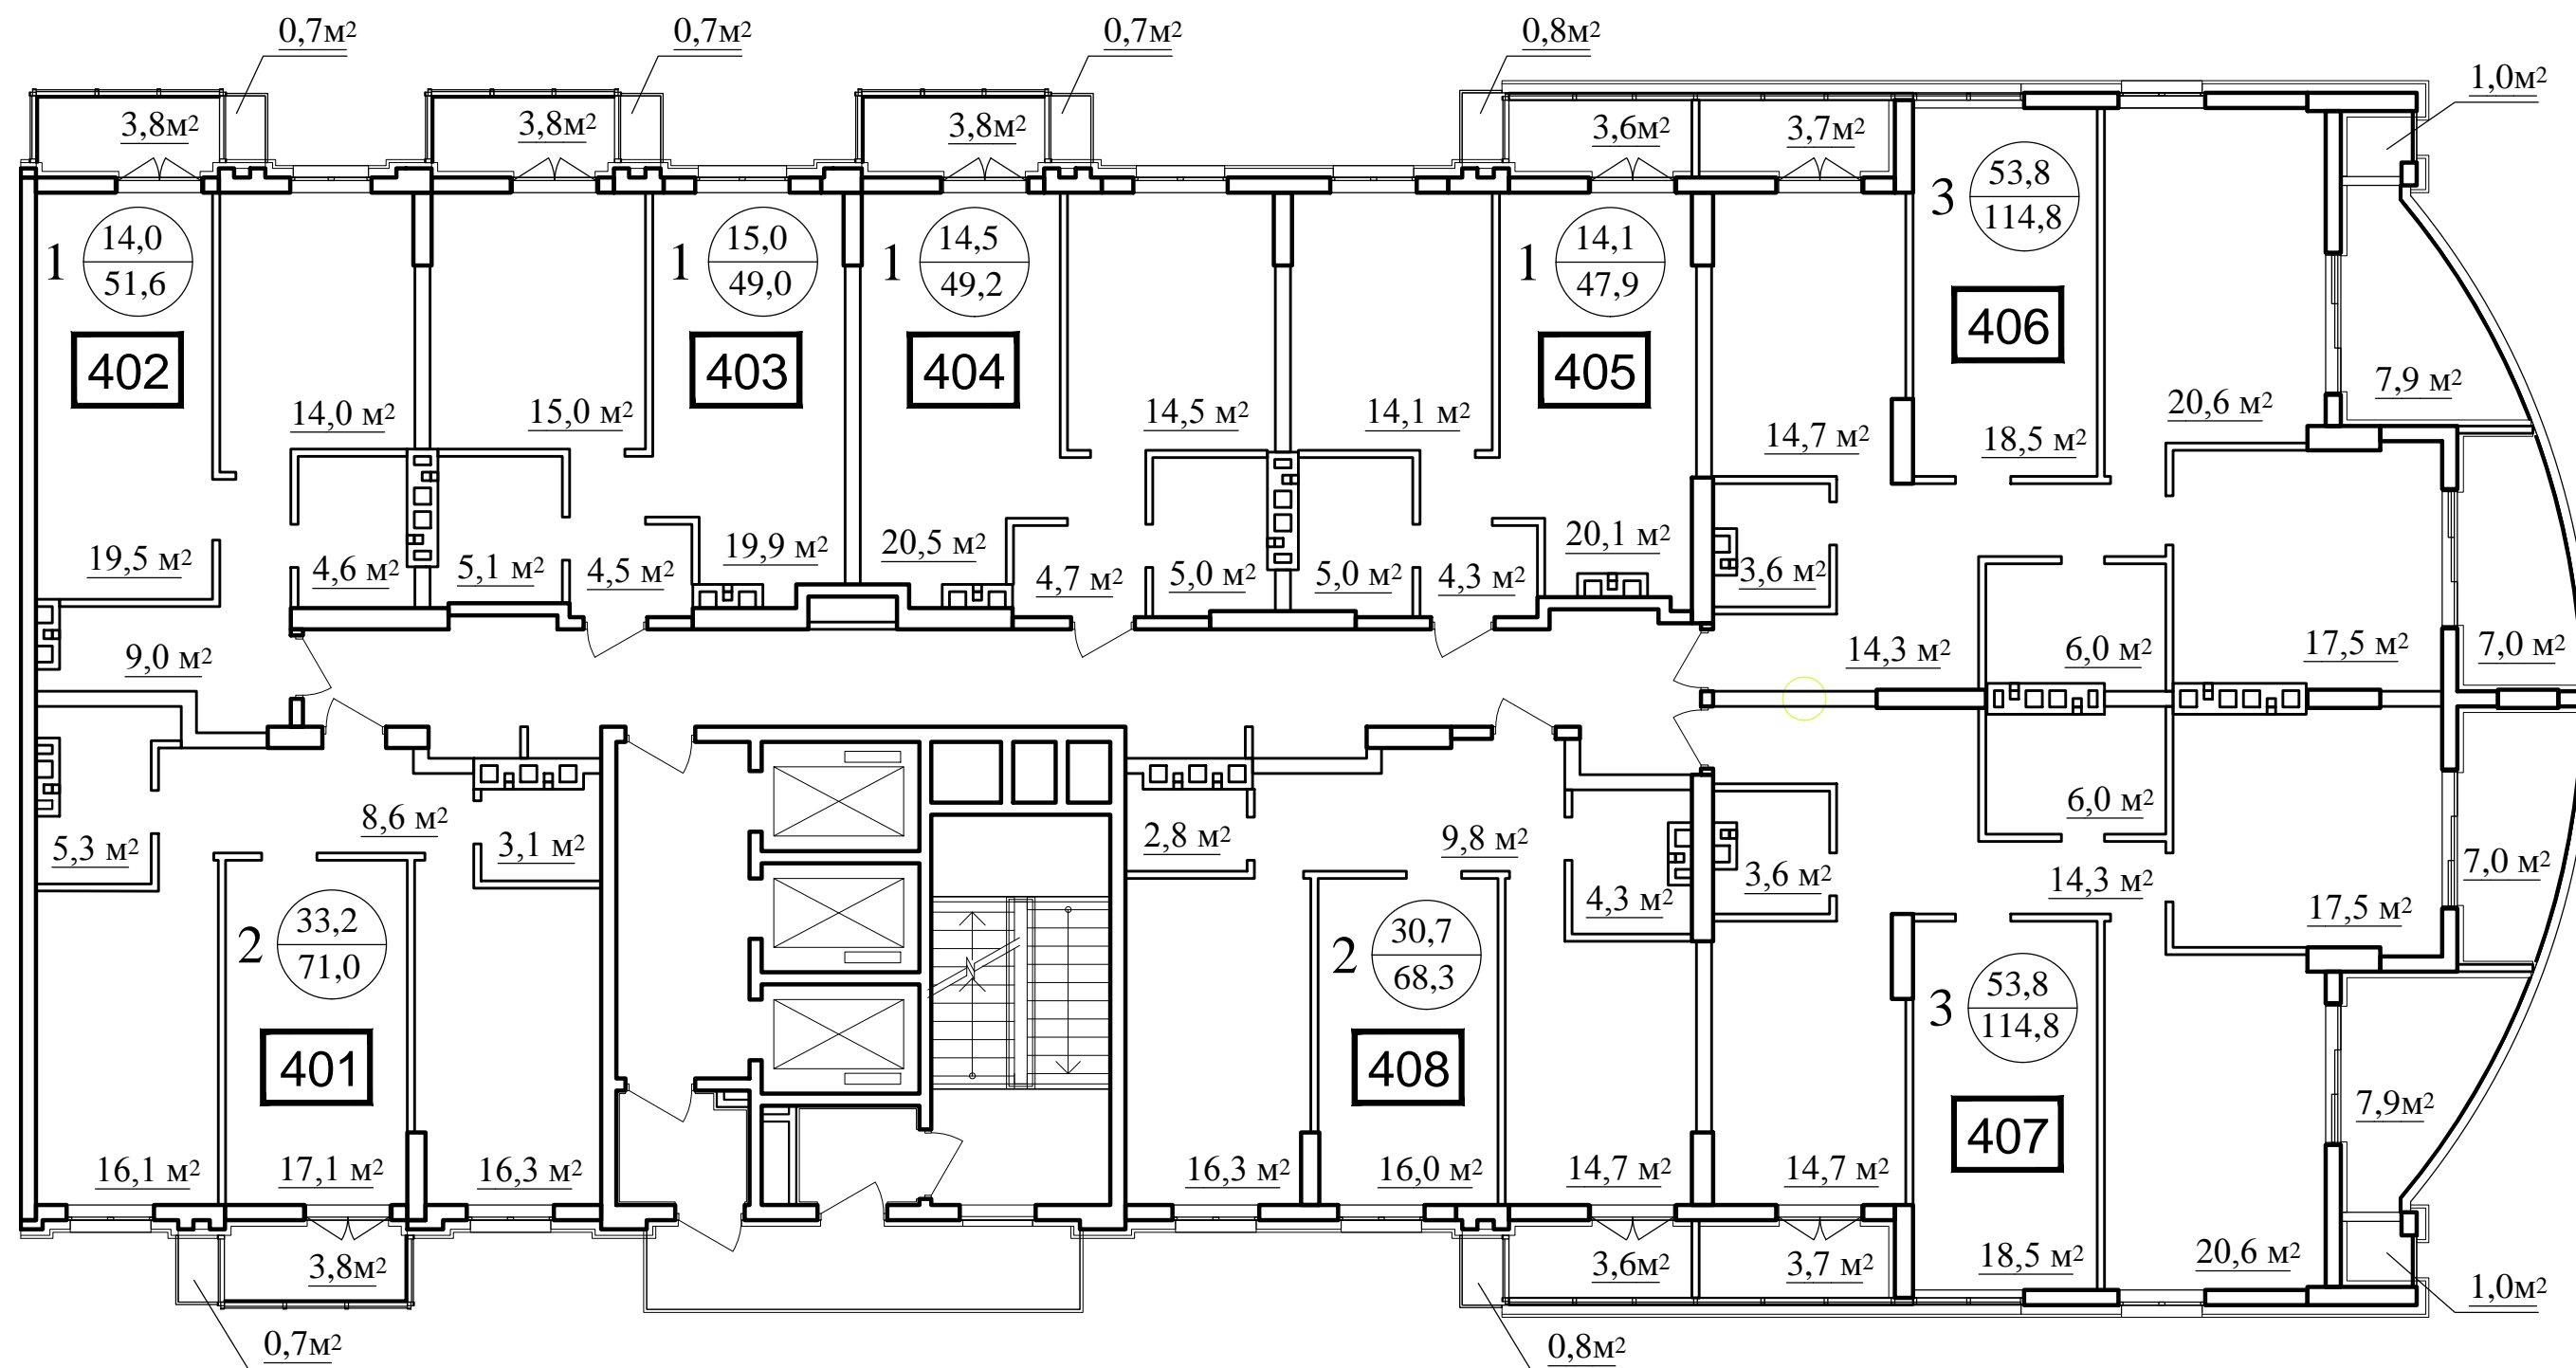 0,7м²
0,7м²
0,7м²
0,8м²
1,0м²
3,8м²
3,8м²
3,8м²
3,6м²
3,7м²
1
14,0
51,6
402
14,0 м²
19,5 м²
4,6 м²
9,0 м²
15,0 м²
1
15,0
49,0
403
5,1 м²
4,5 м²
19,9 м²
1
14,5
49,2
404
14,5 м²
20,5 м²
4,7 м²
5,0 м²
14,1 м²
1
14,1
47,9
405
5,0 м²
4,3 м²
20,1 м²
3
53,8
114,8
406
14,7 м²
18,5 м²
20,6 м²
7,9 м²
3,6 м²
14,3 м²
6,0 м²
17,5 м²
7,0 м²
5,3 м²
8,6 м²
3,1 м²
2
33,2
71,0
401
16,1 м²
17,1 м²
16,3 м²
3,8м²
0,7м²
2,8 м²
9,8 м²
4,3 м²
2
30,7
68,3
408
16,3 м²
16,0 м²
14,7 м²
3,6м²
0,8м²
6,0 м²
3,6 м²
14,3 м²
17,5 м²
7,0 м²
3
53,8
114,8
407
14,7 м²
18,5 м²
20,6 м²
7,9м²
3,7 м²
1,0м²